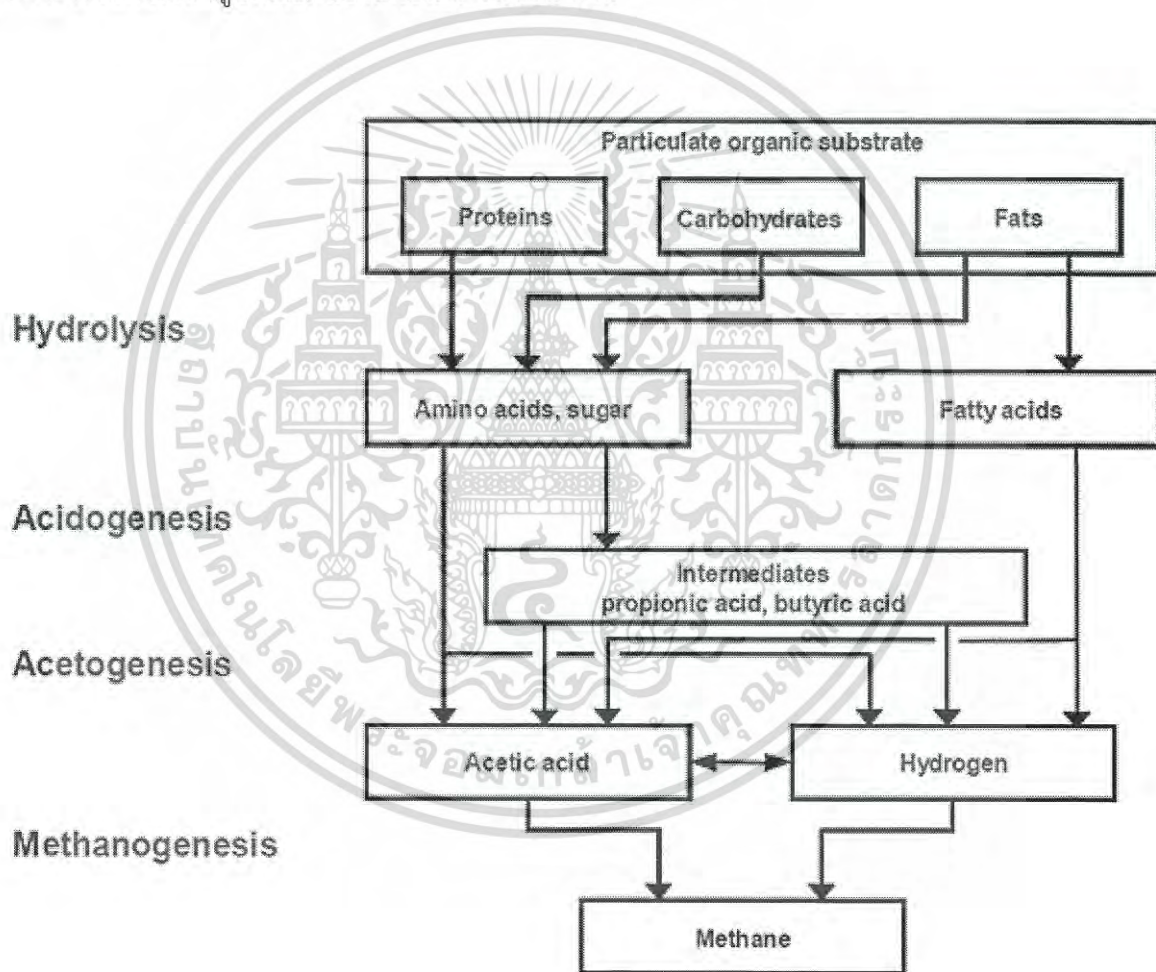 Particulate organic substrate
Proteins
Carbohydrates
Fats
Hydrolysis
Amino acids, sugar
Fatty acids
Acidogenesis
Intermediates
propionic acid, butyric acid
Acetogenesis
Acetic acid
Hydrogen
Methanogenesis
Methane